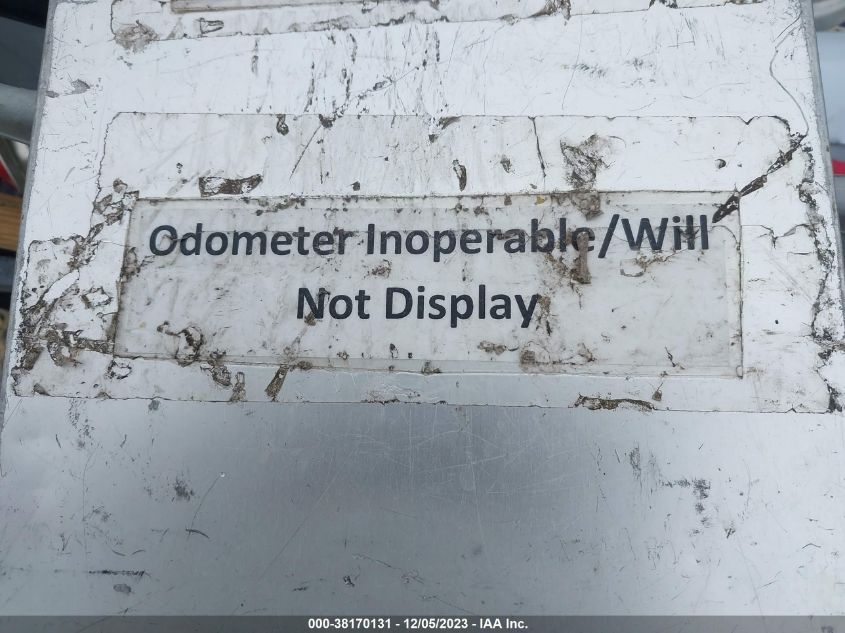 Odometer Inoperable/Will
Not Display
000-38170131 - 12/05/2023 - IAA Inc.